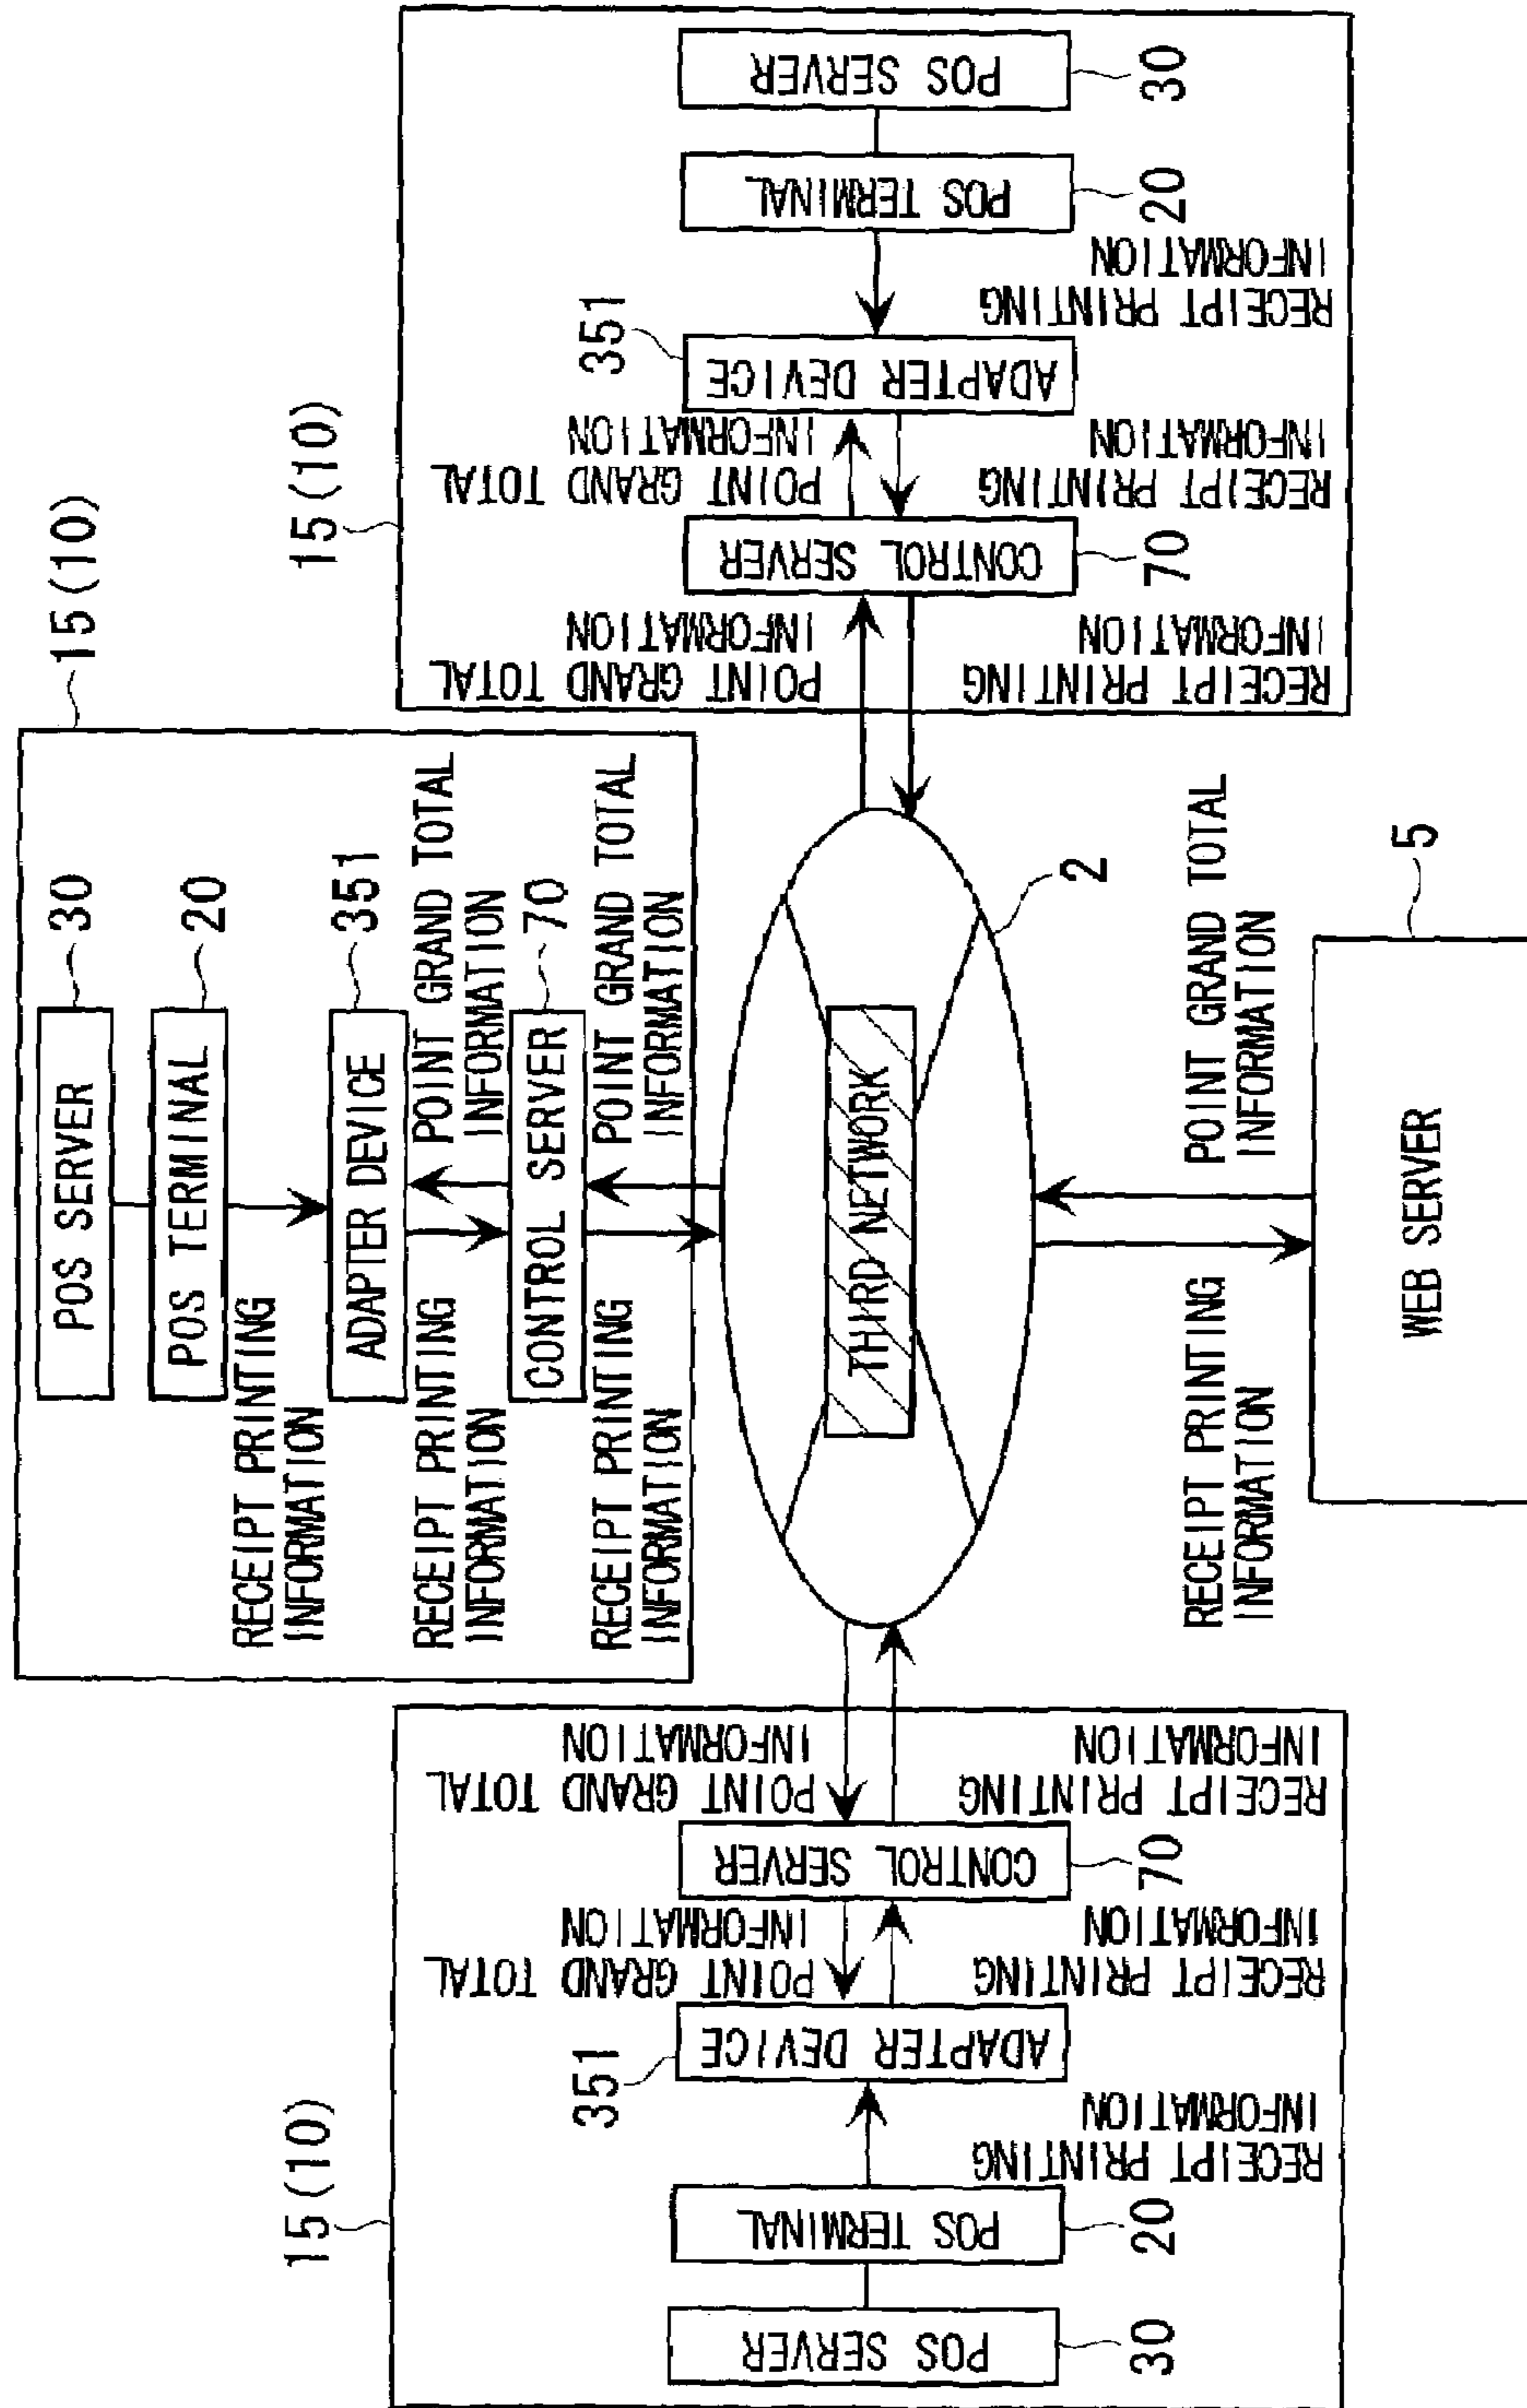 15(10)
POS SERVER
30
POS TERMINAL
20
RECEIPT PRINTING
INFORMATION
ADAPTER DEVICE
351
RECEIPT PRINTING
INFORMATION
POINT GRAND TOTAL
INFORMATION
CONTROL SERVER
70
RECEIPT PRINTING
INFORMATION
POINT GRAND TOTAL
INFORMATION
15(10)
POS SERVER
30
POS TERMINAL
20
RECEIPT PRINTING
INFORMATION
ADAPTER DEVICE
351
RECEIPT PRINTING
INFORMATION
POINT GRAND TOTAL
INFORMATION
CONTROL SERVER
70
RECEIPT PRINTING
INFORMATION
POINT GRAND TOTAL
INFORMATION
THIRD NETWORK
2
15(10)
POS SERVER
30
POS TERMINAL
20
RECEIPT PRINTING
INFORMATION
ADAPTER DEVICE
351
RECEIPT PRINTING
INFORMATION
POINT GRAND TOTAL
INFORMATION
CONTROL SERVER
70
RECEIPT PRINTING
INFORMATION
POINT GRAND TOTAL
INFORMATION
RECEIPT PRINTING
INFORMATION
POINT GRAND TOTAL
INFORMATION
WEB SERVER
5